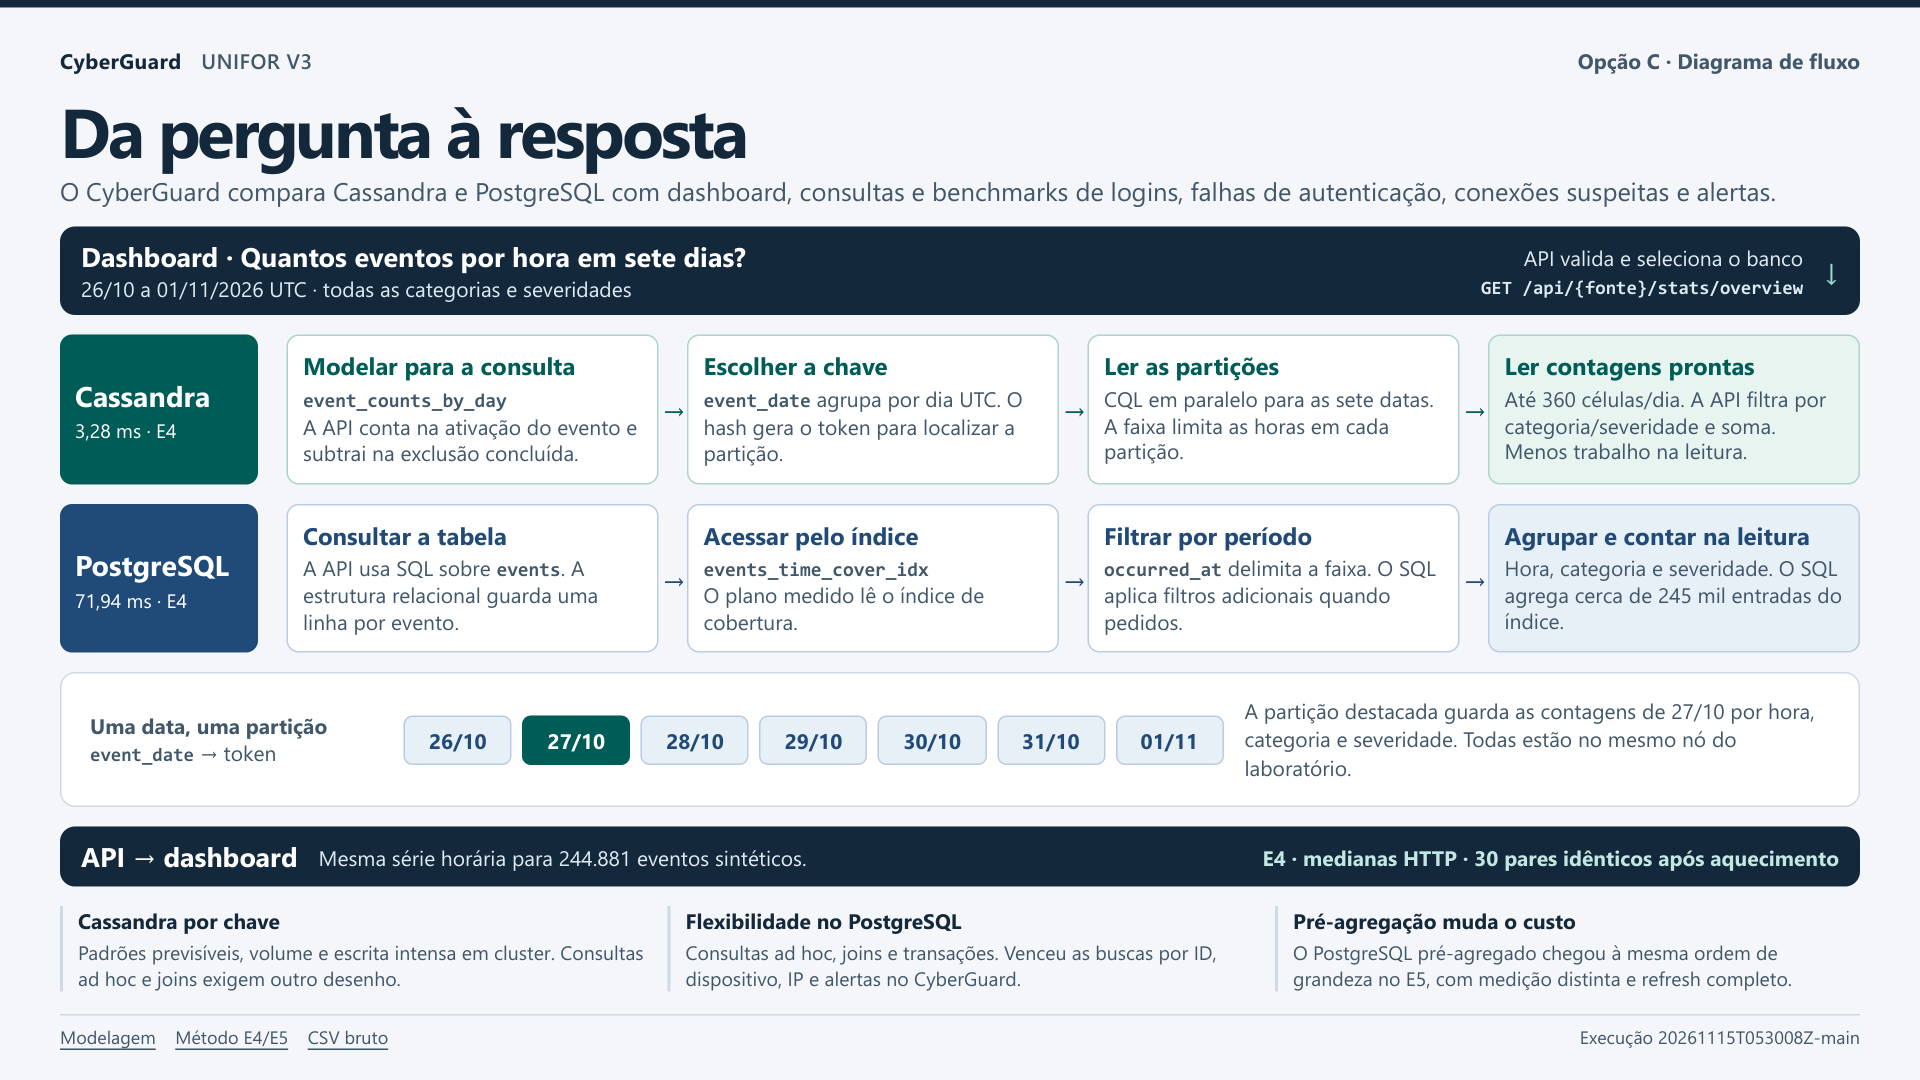 CyberGuard UNIFOR V3
Opção C · Diagrama de fluxo
Da pergunta à resposta
O CyberGuard compara Cassandra e PostgreSQL com dashboard, consultas e benchmarks de logins, falhas de autenticação, conexões suspeitas e alertas.
Dashboard · Quantos eventos por hora em sete dias?
26/10 a 01/11/2026 UTC · todas as categorias e severidades
API valida e seleciona o banco
GET /api/{fonte}/stats/overview
↓
Cassandra
3,28 ms · E4
Modelar para a consulta
event_counts_by_day
A API conta na ativação do evento e
subtrai na exclusão concluída.
→
Escolher a chave
event_date agrupa por dia UTC. O
hash gera o token para localizar a
partição.
→
Ler as partições
CQL em paralelo para as sete datas.
A faixa limita as horas em cada
partição.
→
Ler contagens prontas
Até 360 células/dia. A API filtra por
categoria/severidade e soma.
Menos trabalho na leitura.
PostgreSQL
71,94 ms · E4
Consultar a tabela
A API usa SQL sobre events. A
estrutura relacional guarda uma
linha por evento.
→
Acessar pelo índice
events_time_cover_idx
O plano medido lê o índice de
cobertura.
→
Filtrar por período
occurred_at delimita a faixa. O SQL
aplica filtros adicionais quando
pedidos.
→
Agrupar e contar na leitura
Hora, categoria e severidade. O SQL
agrega cerca de 245 mil entradas do
índice.
Uma data, uma partição
event_date → token
26/10 27/10 28/10 29/10 30/10 31/10 01/11
A partição destacada guarda as contagens de 27/10 por hora,
categoria e severidade. Todas estão no mesmo nó do
laboratório.
API → dashboard Mesma série horária para 244.881 eventos sintéticos.
E4 · medianas HTTP · 30 pares idênticos após aquecimento
Cassandra por chave
Padrões previsíveis, volume e escrita intensa em cluster. Consultas
ad hoc e joins exigem outro desenho.
Flexibilidade no PostgreSQL
Consultas ad hoc, joins e transações. Venceu as buscas por ID,
dispositivo, IP e alertas no CyberGuard.
Pré-agregação muda o custo
O PostgreSQL pré-agregado chegou à mesma ordem de
grandeza no E5, com medição distinta e refresh completo.
Modelagem Método E4/E5 CSV bruto
Execução 20261115T053008Z-main